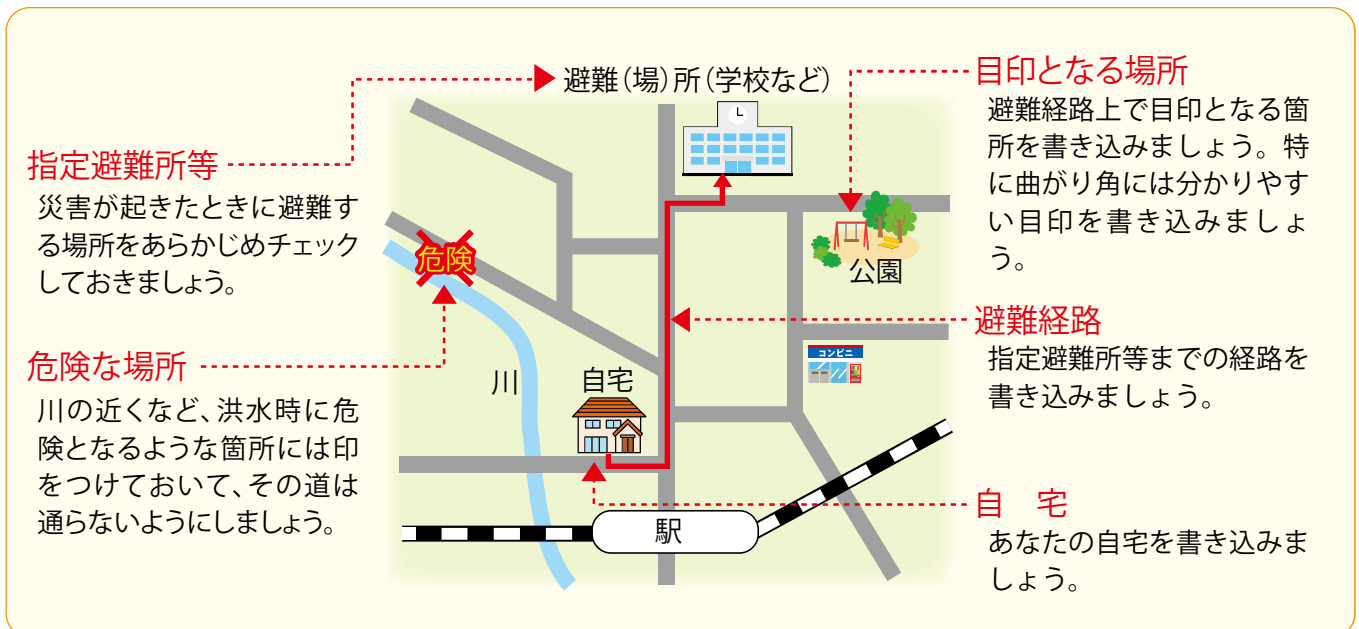 避難(場)所(学校など)
指定避難所等
災害が起きたときに避難す
る場所をあらかじめチェック
しておきましょう。
危険な場所
川の近くなど、洪水時に危
険となるような箇所には印
をつけておいて、その道は
通らないようにしましょう。
危険
川
自宅
公園
コンビニ
駅
目印となる場所
避難経路上で目印となる箇
所を書き込みましょう。特
に曲がり角には分かりやす
い目印を書き込みましょ
う。
避難経路
指定避難所等までの経路を
書き込みましょう。
自　宅
あなたの自宅を書き込みま
しょう。